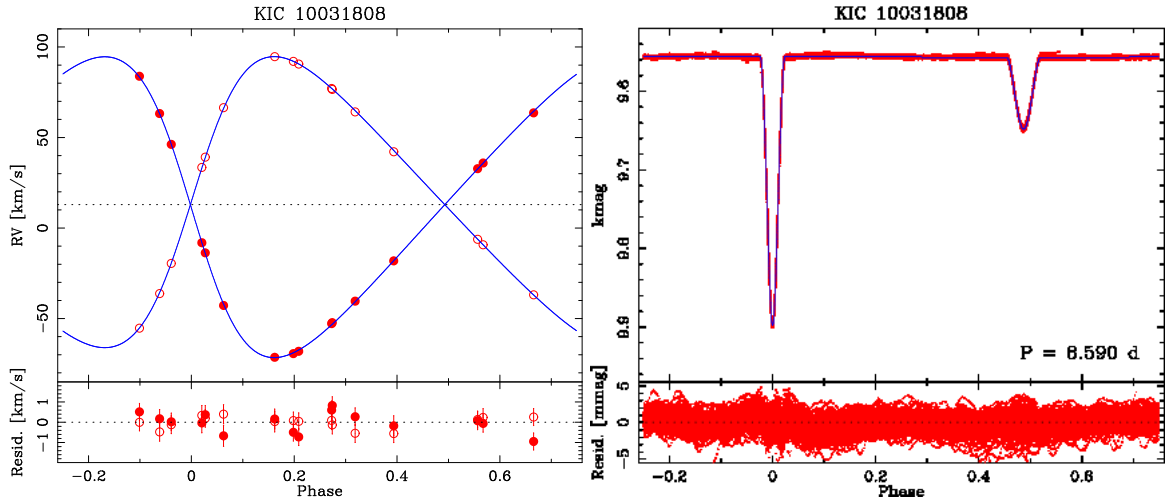 KIC 10031808
RV [km/s]
100
50
0
−50
Resid. [km/s]
1
0
−1
−0.2
0
0.2
0.4
0.6
Phase
KIC 10031808
kmag
9.6
9.7
9.8
9.9
P = 8.590 d
Resid. [mmag]
5
0
−5
−0.2
0
0.2
0.4
0.6
Phase